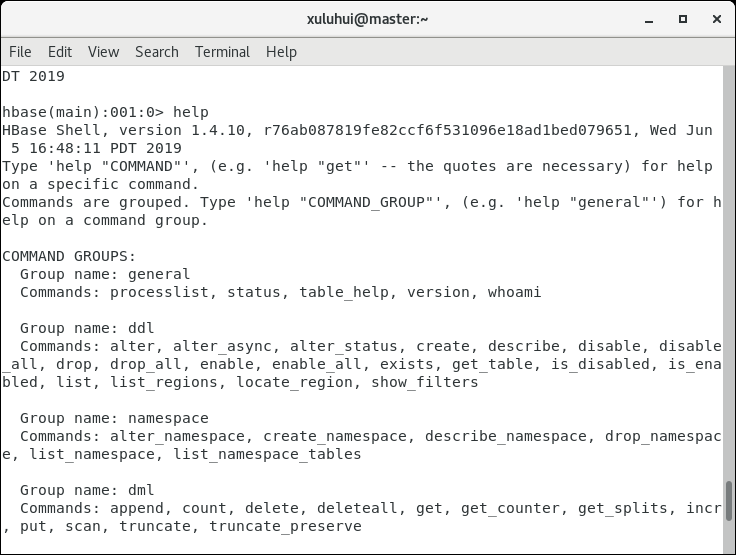 xuluhui@master:~
File Edit View Search Terminal Help
DT 2019
hbase(main):001:0> help
HBase Shell, version 1.4.10, r76ab087819fe82ccf6f531096e18ad1bed079651, Wed Jun
 5 16:48:11 PDT 2019
Type 'help "COMMAND"', (e.g. 'help "get"' -- the quotes are necessary) for help
on a specific command.
Commands are grouped. Type 'help "COMMAND_GROUP"', (e.g. 'help "general"') for h
elp on a command group.
COMMAND GROUPS:
  Group name: general
  Commands: processlist, status, table_help, version, whoami
  Group name: ddl
  Commands: alter, alter_async, alter_status, create, describe, disable, disable
_all, drop, drop_all, enable, enable_all, exists, get_table, is_disabled, is_ena
bled, list, list_regions, locate_region, show_filters
  Group name: namespace
  Commands: alter_namespace, create_namespace, describe_namespace, drop_namespac
e, list_namespace, list_namespace_tables
  Group name: dml
  Commands: append, count, delete, deleteall, get, get_counter, get_splits, incr
, put, scan, truncate, truncate_preserve